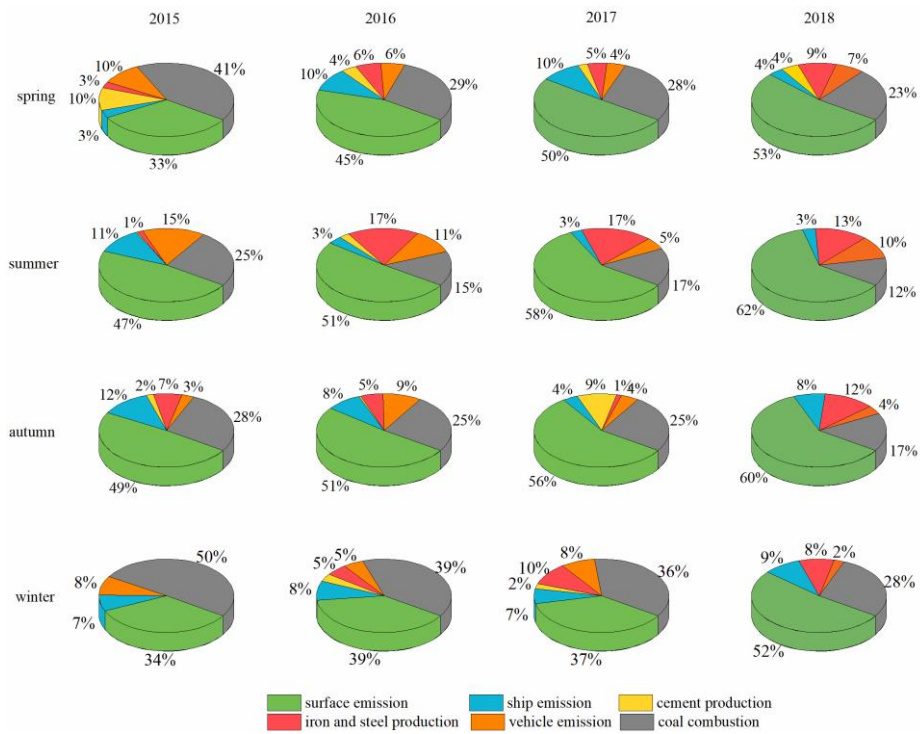 2015 2016 2017 2018
spring
10% 41% 3% 10% 3% 33%
6% 6% 4% 10% 29% 45%
5% 4% 10% 28% 50%
9% 7% 4% 4% 23% 53%
summer
15% 1% 11% 25% 47%
17% 11% 3% 15% 51%
17% 3% 5% 17% 58%
3% 13% 10% 12% 62%
autumn
7% 3% 2% 12% 28% 49%
5% 9% 8% 25% 51%
9% 1% 4% 4% 25% 56%
8% 12% 4% 17% 60%
winter
50% 8% 7% 34%
5% 5% 39% 8% 39%
8% 10% 2% 36% 7% 37%
8% 2% 9% 28% 52%
surface emission ship emission cement production
iron and steel production vehicle emission coal combustion